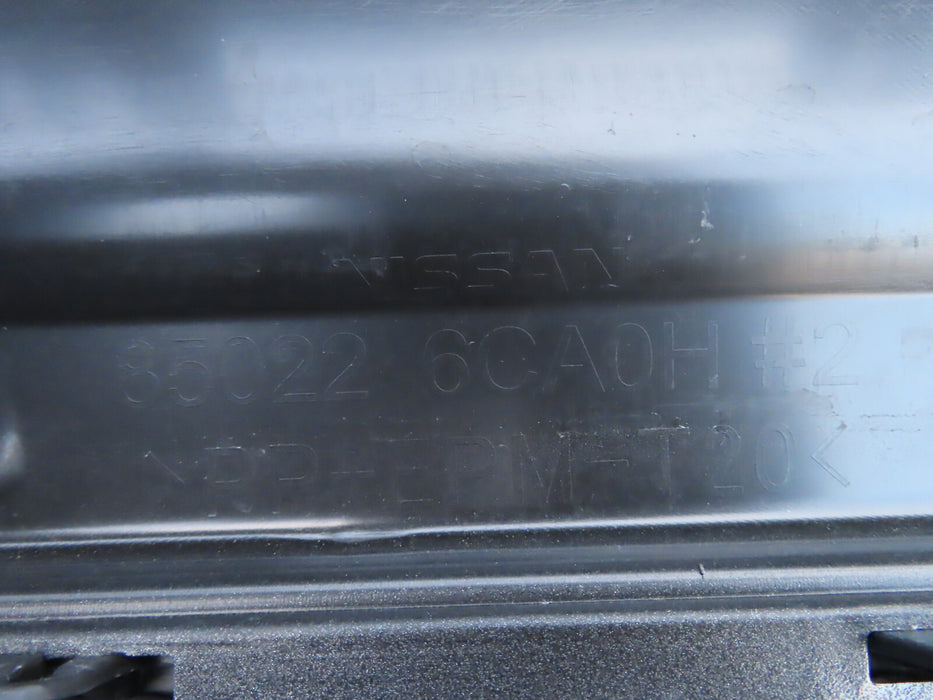 NISSAN
85022 6CA0H #2
>PP+EPM-T20<